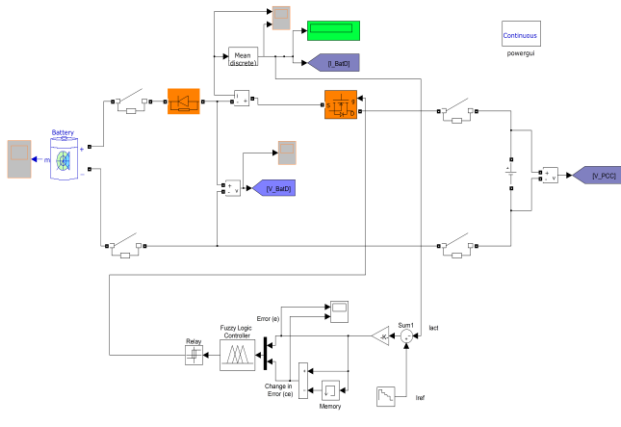 Continuous
powergui
Mean
discrete)
[I_BatD]
i
+
-
Battery
+
m
-
g
S
D
+
-
v
[V_BatD]
+
+
-
v
[V_PCC]
Error (e)
Fuzzy Logic
Controller
Relay
Sum1
Iact
-K-
Change in
Error (ce)
+
-
Memory
Iref